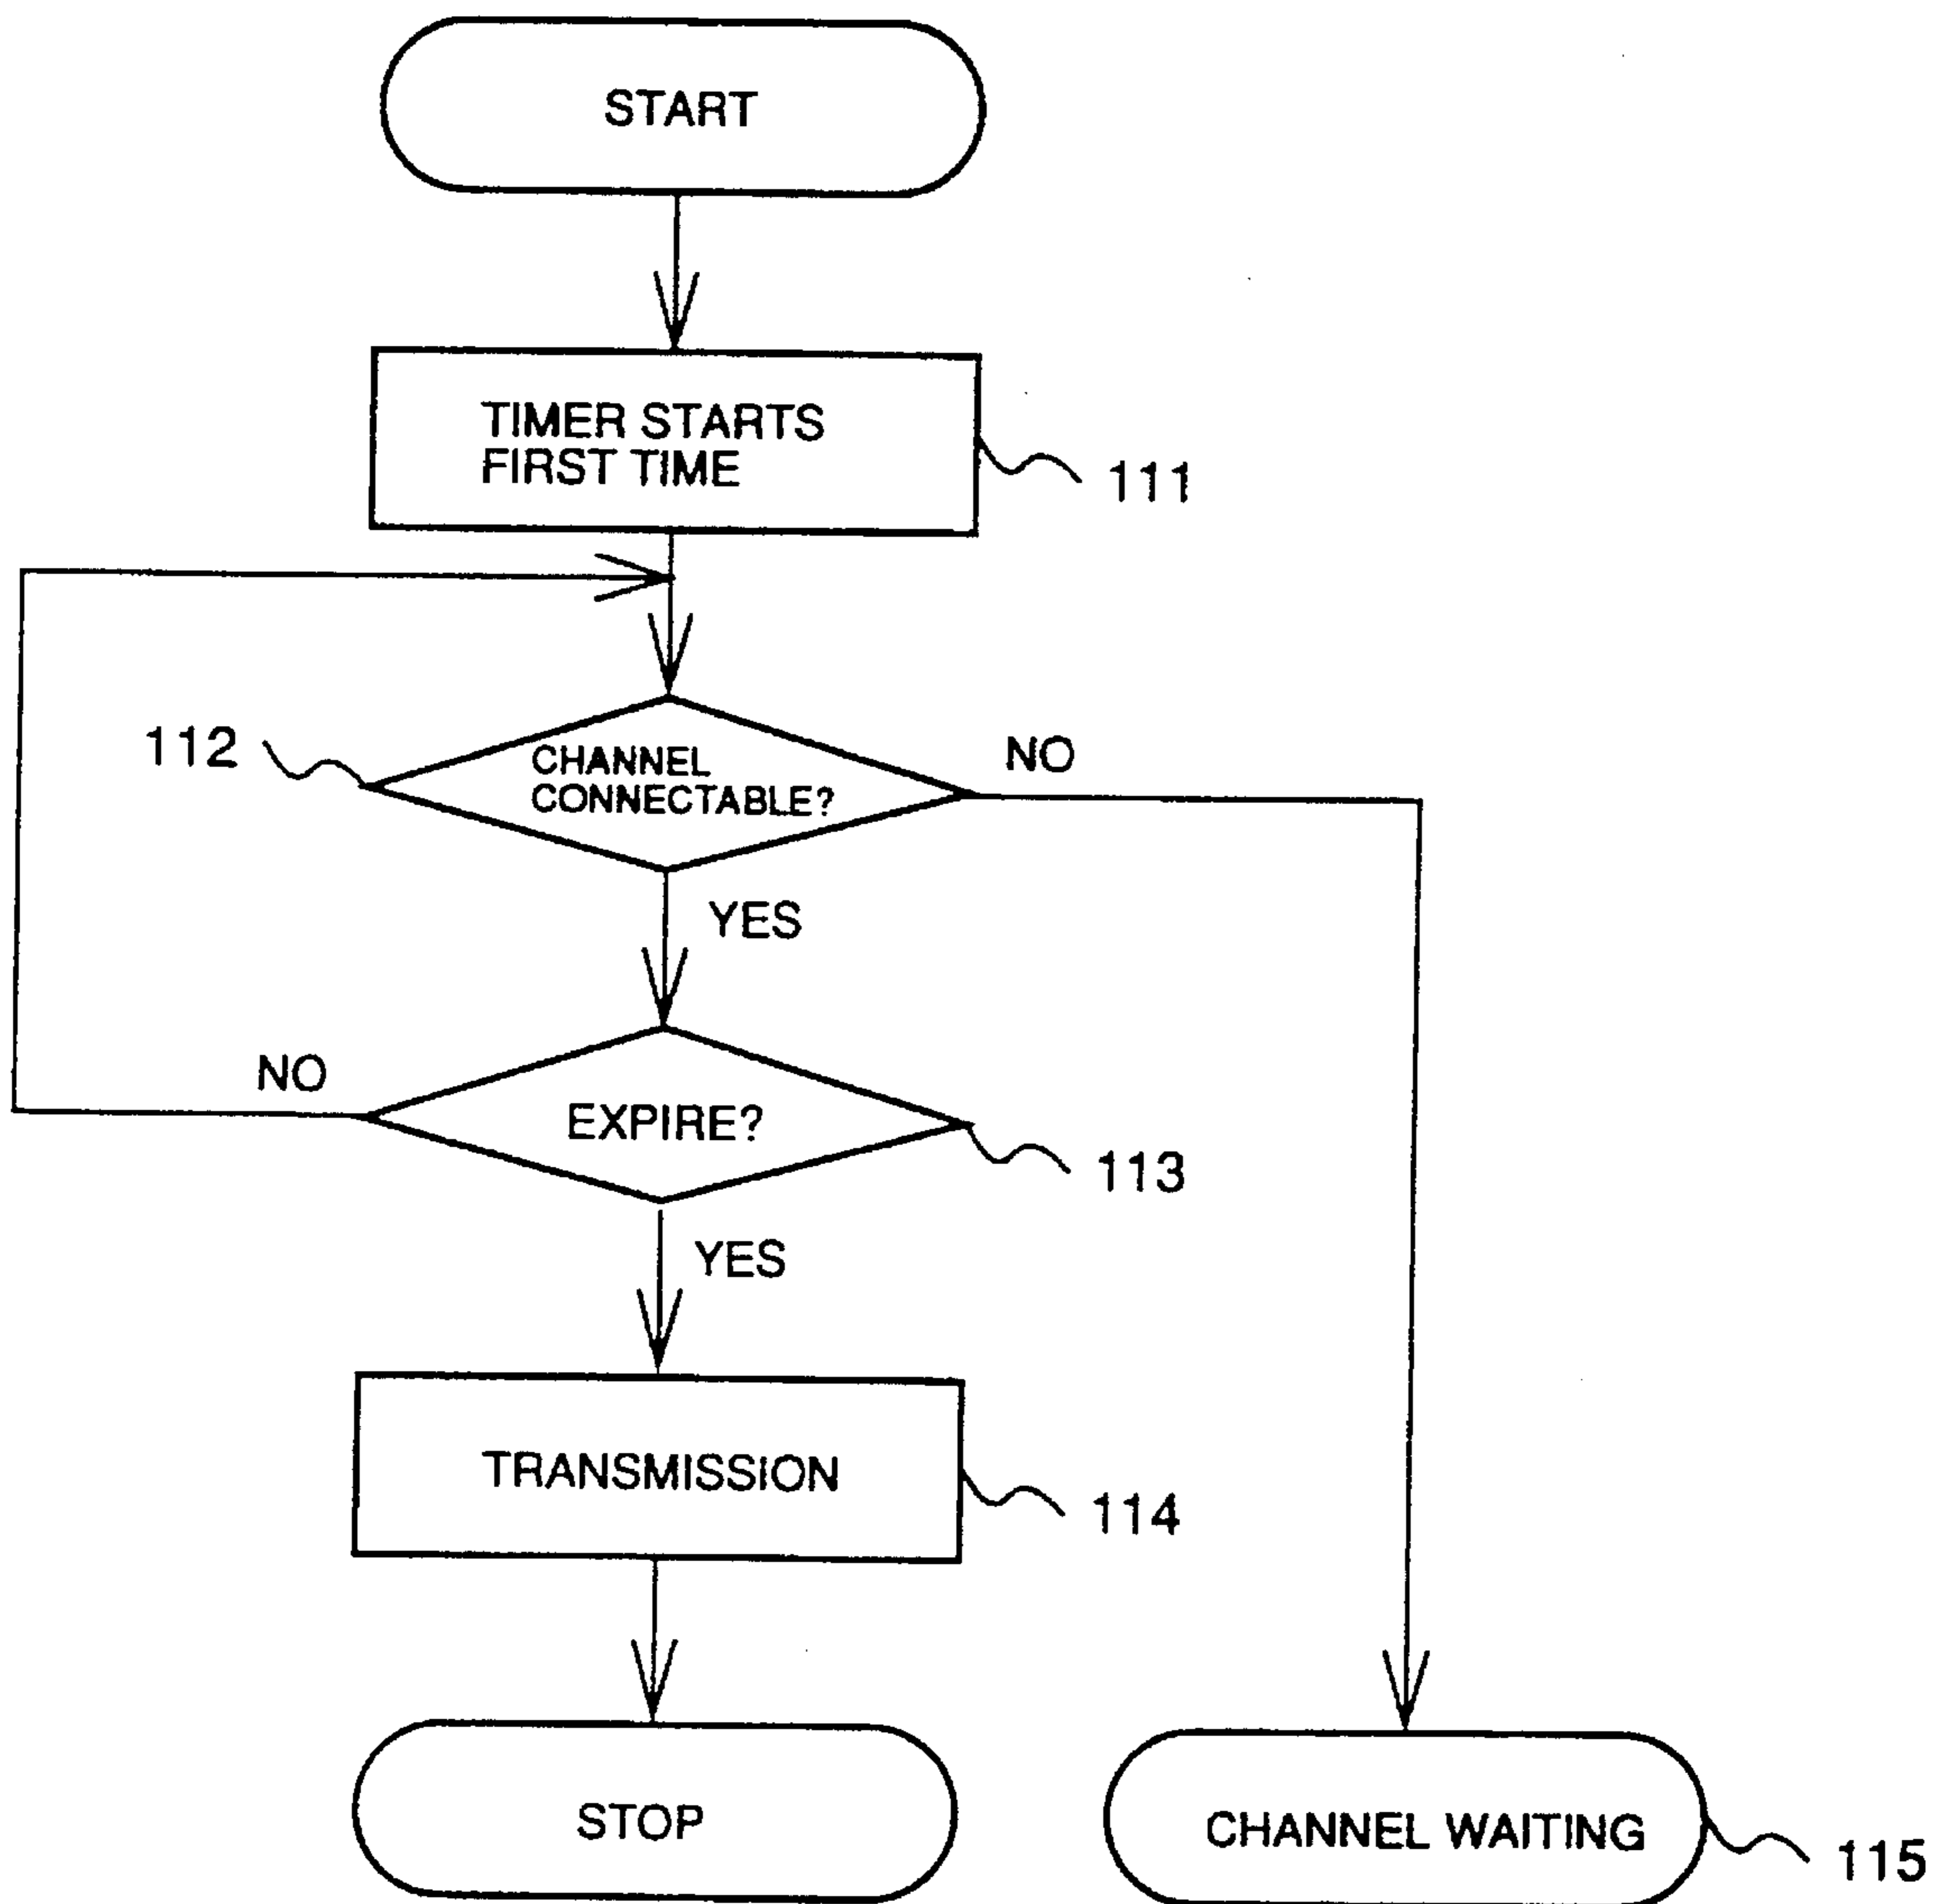 START
TIMER STARTS
FIRST TIME
111
112
CHANNEL
CONNECTABLE?
NO
YES
NO
EXPIRE?
113
YES
TRANSMISSION
114
STOP
CHANNEL WAITING
115